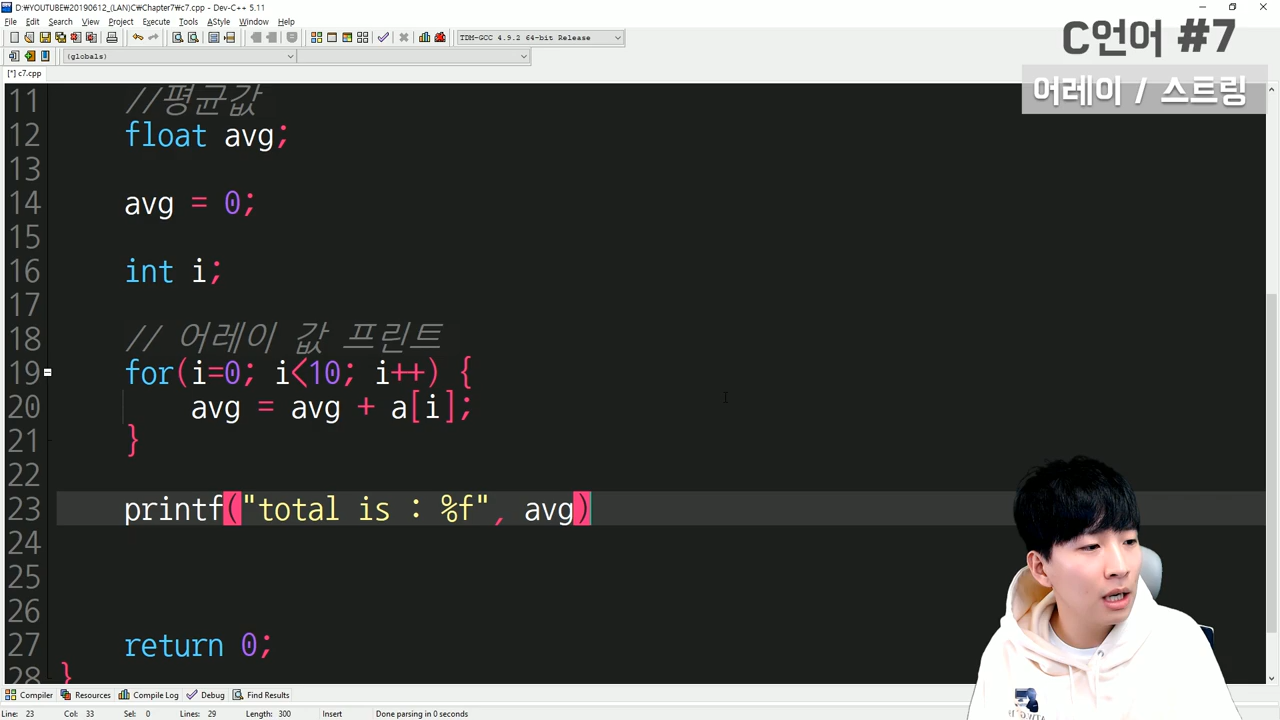 D:₩YOUTUBE₩20190612_(LAN)C₩Chapter7₩c7.cpp - Dev-C++ 5.11
File Edit Search View Project Execute Tools AStyle Window Help
TDM-GCC 4.9.2 64-bit Release
(globals)
[*] c7.cpp
C언어 #7
어레이 / 스트링
11 //평균값
12 float avg;
13
14 avg = 0;
15
16 int i;
17
18 // 어레이 값 프린트
19 for(i=0; i<10; i++) {
20 avg = avg + a[i];
21 }
22
23 printf("total is : %f", avg)
24
25
26
27 return 0;
28 }
Compiler Resources Compile Log Debug Find Results
Line: 23 Col: 33 Sel: 0 Lines: 29 Length: 300 Insert Done parsing in 0 seconds